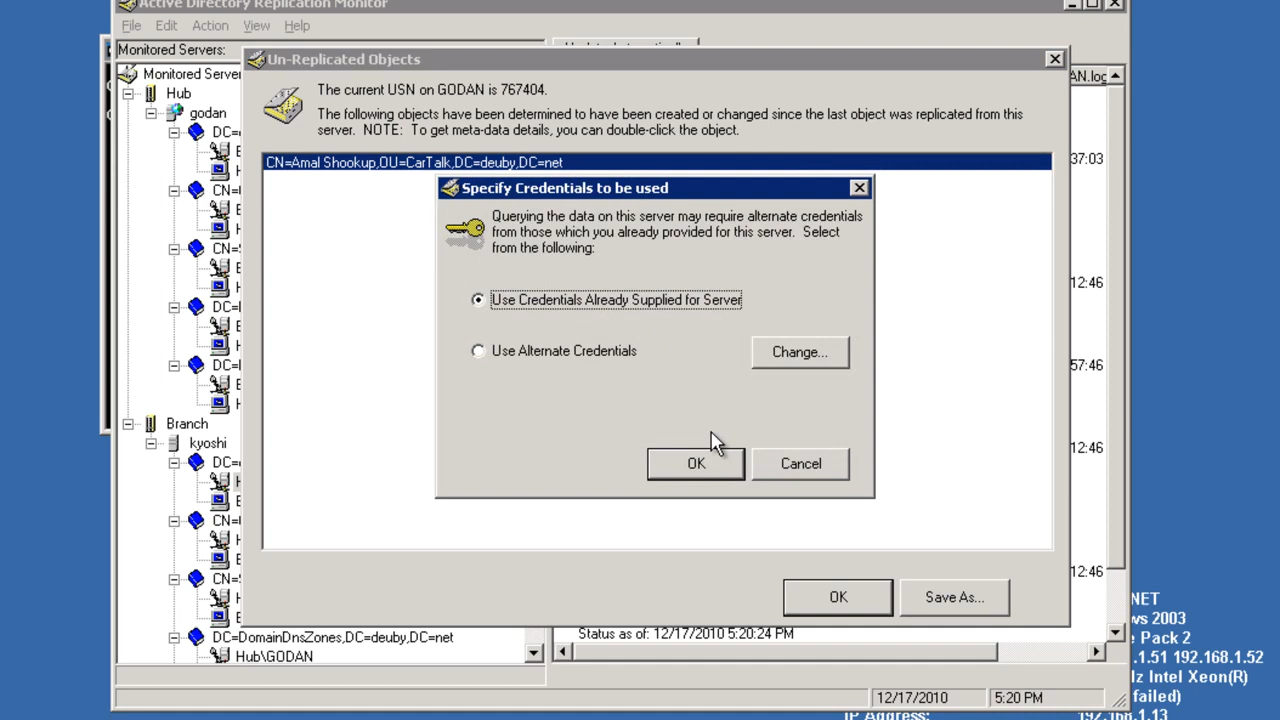 Active Directory Replication Monitor
File Edit Action View Help
Monitored Servers:
Un-Replicated Objects
Monitored Server
Hub
godan
The current USN on GODAN is 767404.
The following objects have been determined to have been created or changed since the last object was replicated from this
server. NOTE: To get meta-data details, you can double-click the object.
CN=Amal Shookup,OU=CarTalk,DC=deuby,DC=net
Specify Credentials to be used
Querying the data on this server may require alternate credentials
from those which you already provided for this server. Select
from the following:
Use Credentials Already Supplied for Server
Use Alternate Credentials
Change...
OK Cancel
OK Save As...
AN.log
37:03
12:46
57:46
12:46
12:46
Branch
kyoshi
DC=DomainDnsZones,DC=deuby,DC=net
Hub\GODAN
Status as of: 12/17/2010 5:20:24 PM
12/17/2010 5:20 PM
NET
ws 2003
e Pack 2
.1.51 192.168.1.52
Hz Intel Xeon(R)
failed)
IP Address: 192.168.1.13